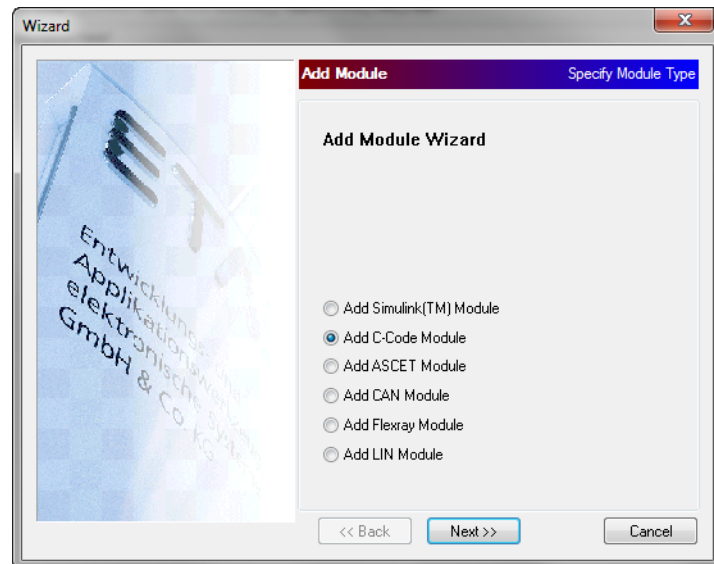 Wizard
Add Module
Specify Module Type
ET
Entwicklungs- und
Applikationswerkzeuge
elektronische Systeme
GmbH & Co. KG
Add Module Wizard
Add Simulink(TM) Module
Add C-Code Module
Add ASCET Module
Add CAN Module
Add Flexray Module
Add LIN Module
<< Back
Next >>
Cancel